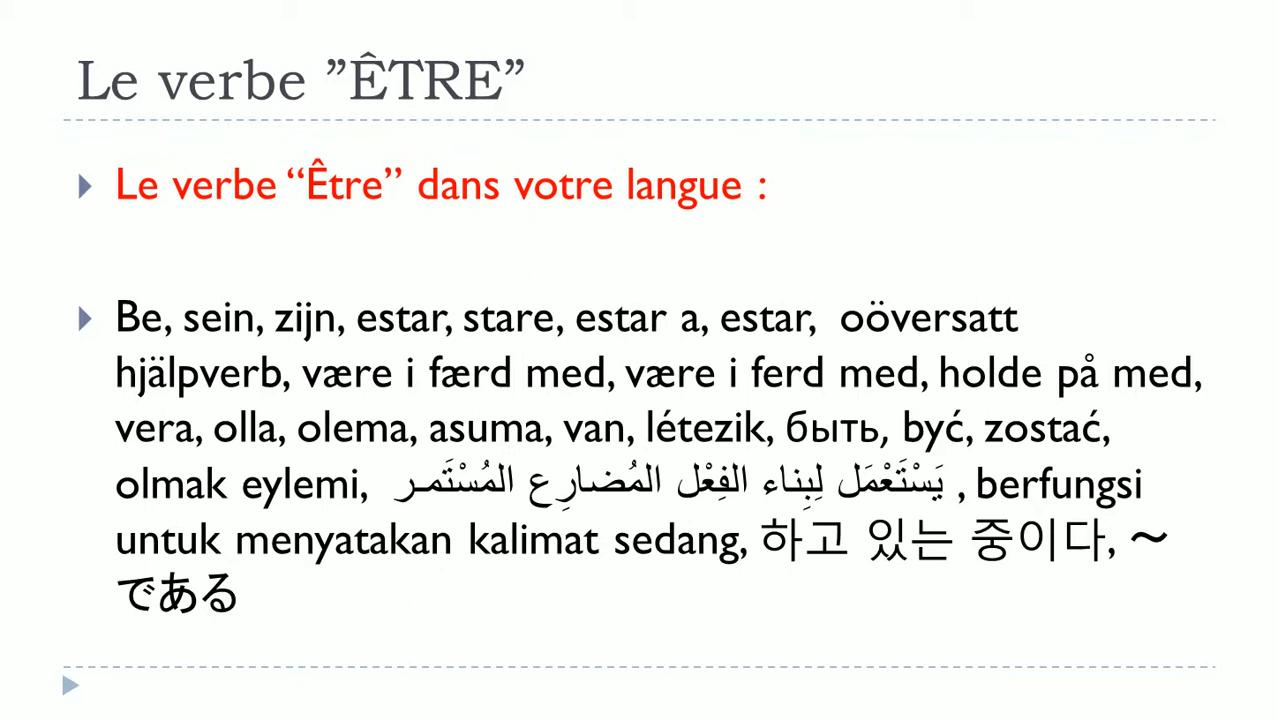 Le verbe ”ÊTRE”
Le verbe “Être” dans votre langue :
Be, sein, zijn, estar, stare, estar a, estar, oöversatt
hjälpverb, være i færd med, være i ferd med, holde på med,
vera, olla, olema, asuma, van, létezik, быть, być, zostać,
olmak eylemi, يَسْتَعْمَل لِبِناء الفِعْل المُضارِع المُسْتَمر , berfungsi
untuk menyatakan kalimat sedang, 하고 있는 중이다, ～
である